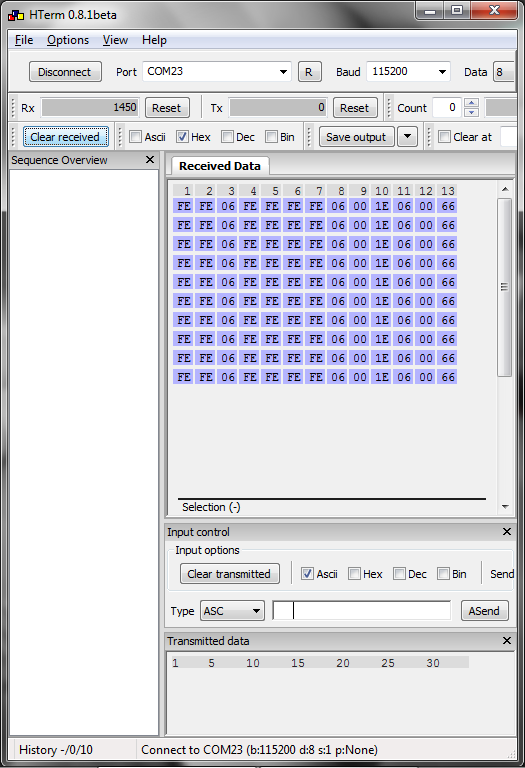 HTerm 0.8.1beta
File Options View Help
Disconnect Port COM23 R Baud 115200 Data 8
Rx 1450 Reset Tx 0 Reset Count 0
Clear received Ascii Hex Dec Bin Save output Clear at
Sequence Overview
Received Data
1 2 3 4 5 6 7 8 9 10 11 12 13
FE FE 06 FE FE FE FE 06 00 1E 06 00 66
FE FE 06 FE FE FE FE 06 00 1E 06 00 66
FE FE 06 FE FE FE FE 06 00 1E 06 00 66
FE FE 06 FE FE FE FE 06 00 1E 06 00 66
FE FE 06 FE FE FE FE 06 00 1E 06 00 66
FE FE 06 FE FE FE FE 06 00 1E 06 00 66
FE FE 06 FE FE FE FE 06 00 1E 06 00 66
FE FE 06 FE FE FE FE 06 00 1E 06 00 66
FE FE 06 FE FE FE FE 06 00 1E 06 00 66
FE FE 06 FE FE FE FE 06 00 1E 06 00 66
Selection (-)
Input control
Input options
Clear transmitted Ascii Hex Dec Bin Send
Type ASC ASend
Transmitted data
1 5 10 15 20 25 30
History -/0/10 Connect to COM23 (b:115200 d:8 s:1 p:None)